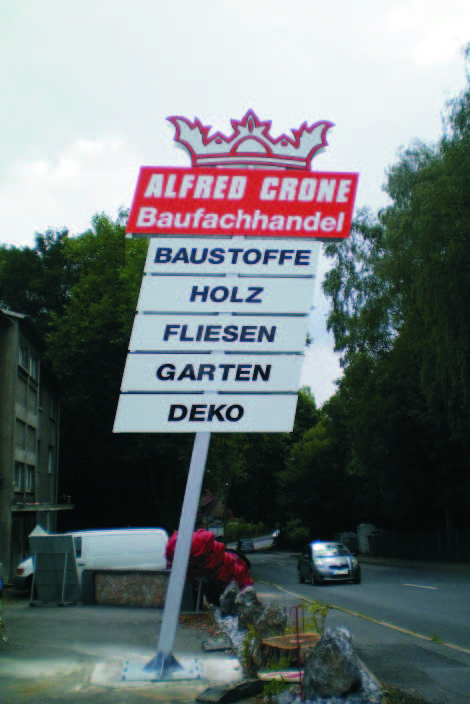 ALFRED CRONE
Baufachhandel
BAUSTOFFE
HOLZ
FLIESEN
GARTEN
DEKO